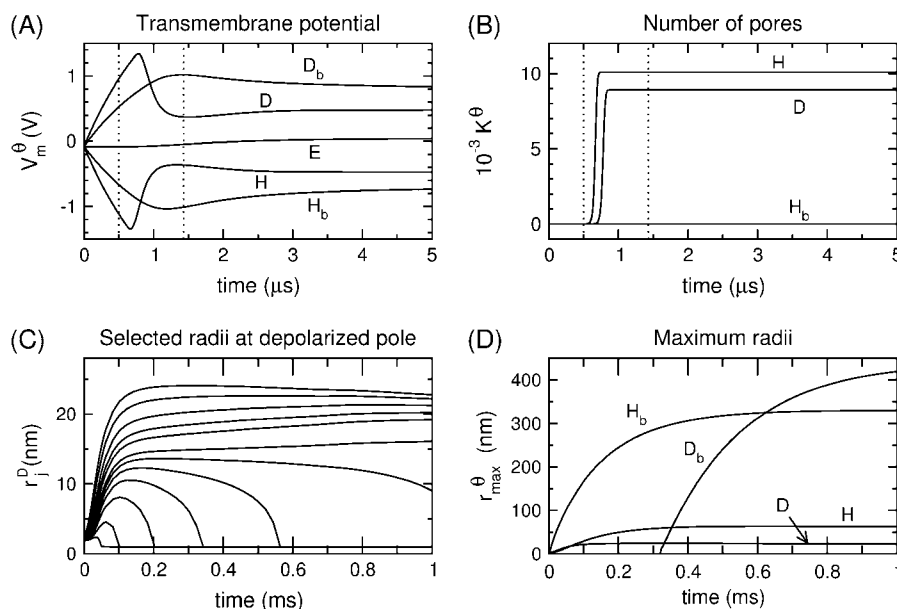 (A) Transmembrane potential
V_m^θ (V)
1
0
-1
D_b
D
E
H
H_b
0 1 2 3 4 5
time (μs)
(B) Number of pores
10^-3 K^θ
10
5
0
H
D
H_b
0 1 2 3 4 5
time (μs)
(C) Selected radii at depolarized pole
r_j^D (nm)
20
10
0
0 0.2 0.4 0.6 0.8 1
time (ms)
(D) Maximum radii
r_max^θ (nm)
400
300
200
100
0
H_b
D_b
D
H
0 0.2 0.4 0.6 0.8 1
time (ms)